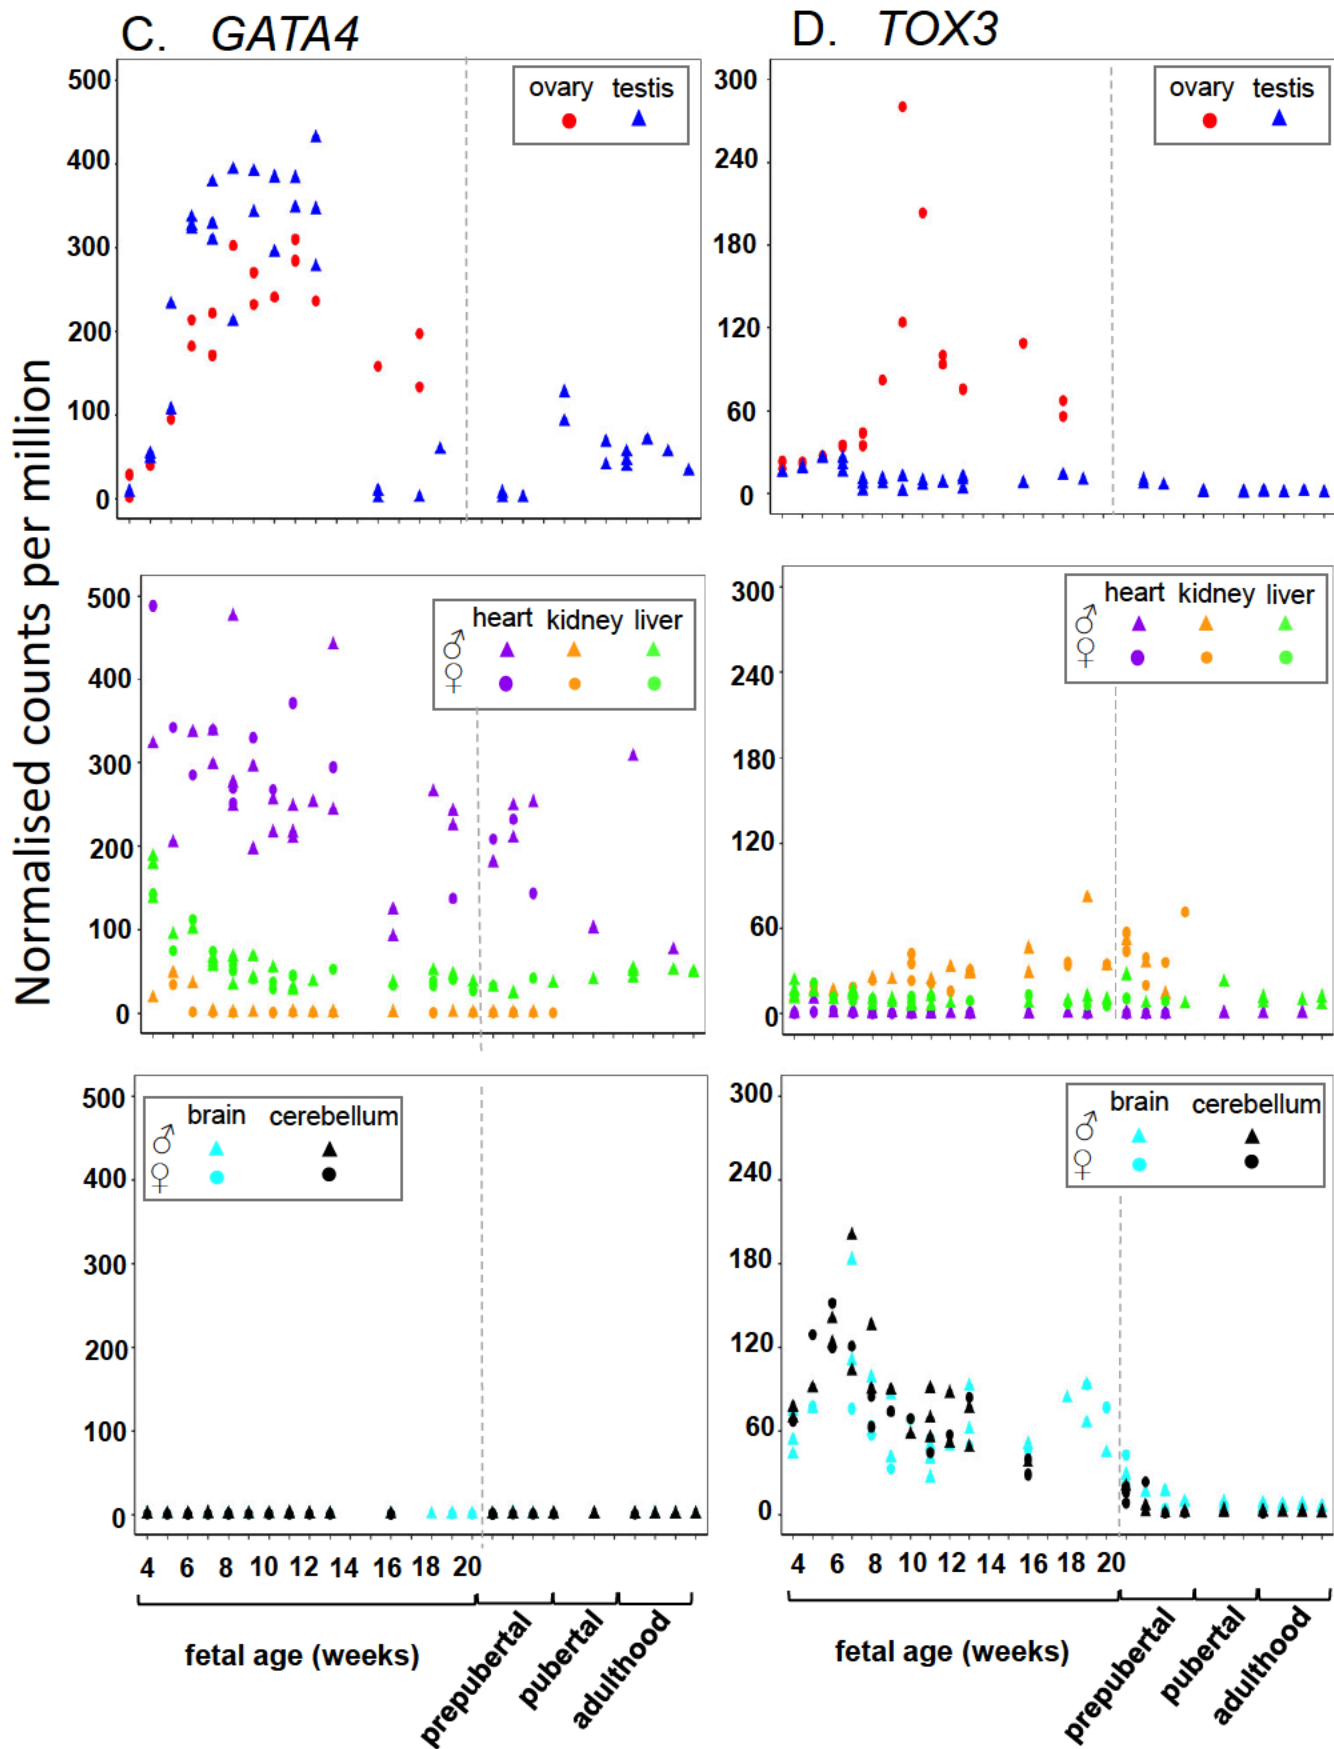 C. GATA4
D. TOX3
Normalised counts per million
500
400
300
200
100
0
ovary testis
300
240
180
120
60
0
ovary testis
500
400
300
200
100
0
heart kidney liver
♂
♀
300
240
180
120
60
0
heart kidney liver
♂
♀
500
400
300
200
100
0
brain cerebellum
♂
♀
300
240
180
120
60
0
brain cerebellum
♂
♀
4 6 8 10 12 14 16 18 20
4 6 8 10 12 14 16 18 20
fetal age (weeks)
prepubertal
pubertal
adulthood
fetal age (weeks)
prepubertal
pubertal
adulthood